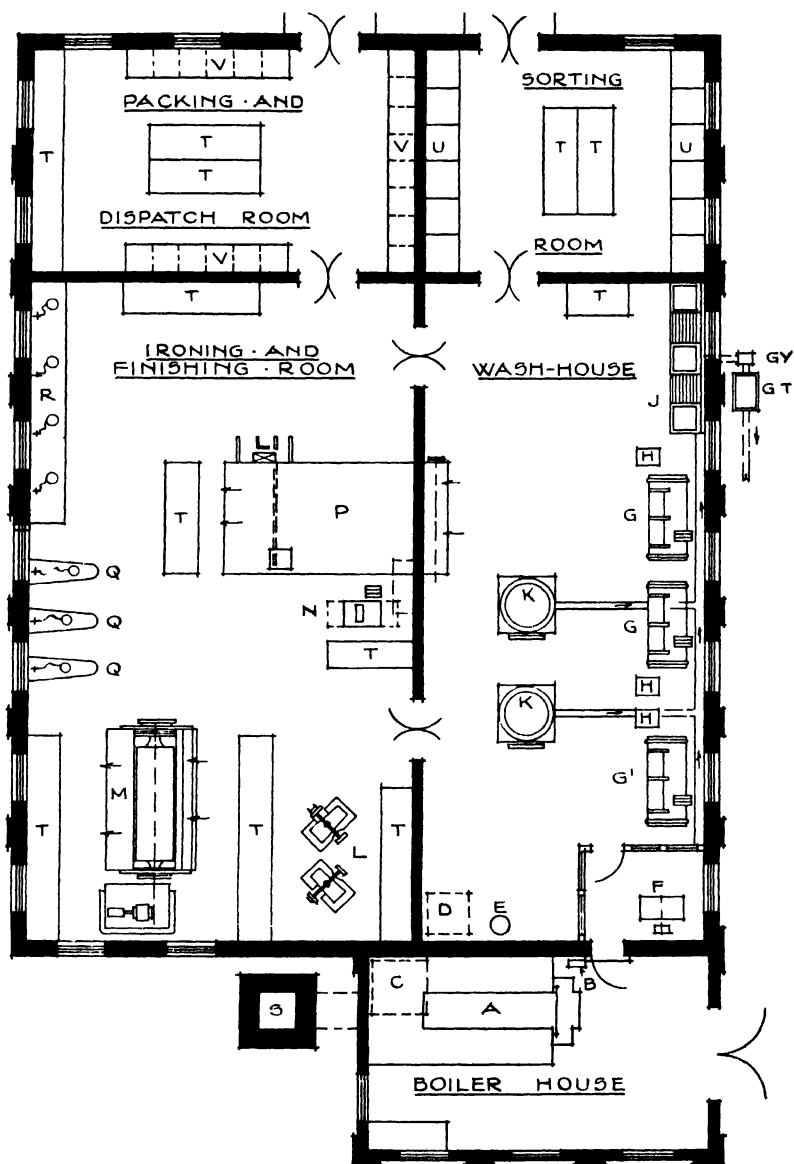 V
PACKING · AND
T
T
T
V
DISPATCH ROOM
V
SORTING
U
T T
U
ROOM
T
IRONING · AND
FINISHING · ROOM
R
T
WASH-HOUSE
J
GY
GT
L
T
P
H
G
K
G
Q
Q
Q
N
T
H
K
H
G'
M
T
T
L
T
D
E
F
S
C
A
B
BOILER HOUSE